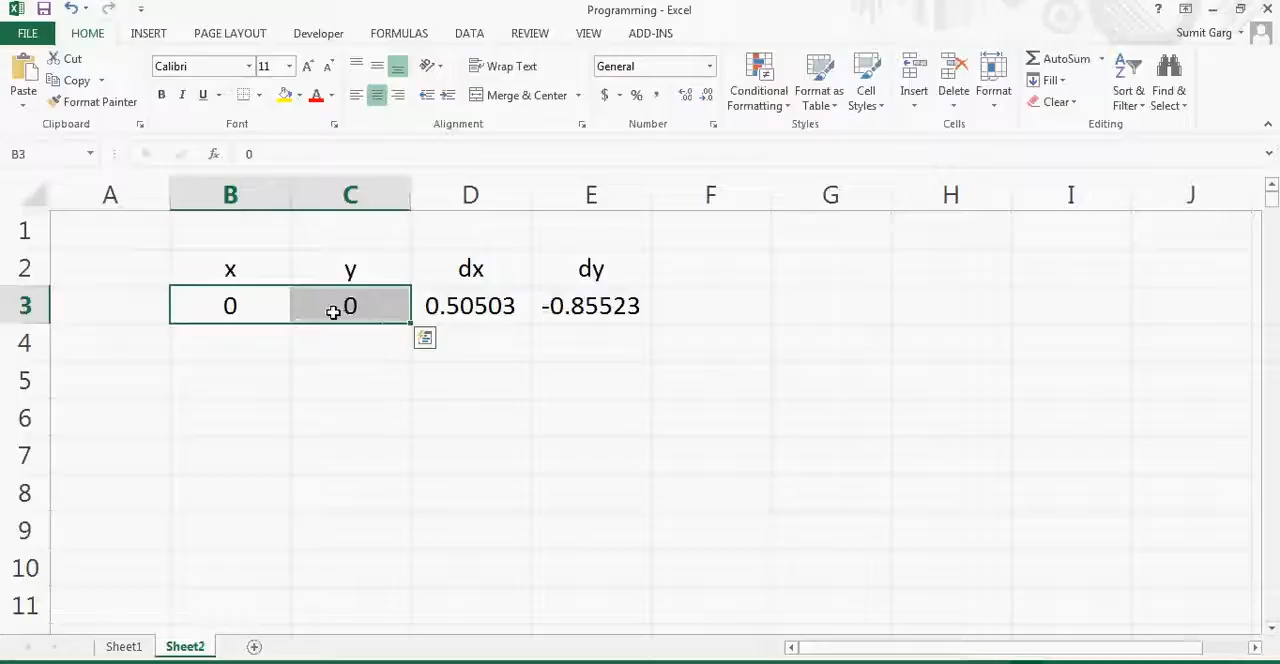 Programming - Excel
?
FILE HOME INSERT PAGE LAYOUT Developer FORMULAS DATA REVIEW VIEW ADD-INS Sumit Garg
Paste
Cut
Copy
Format Painter
Clipboard
Calibri 11
B I U
Font
Wrap Text
Merge & Center
Alignment
General
$ % ,
Number
Conditional
Formatting
Format as
Table
Cell
Styles
Styles
Insert Delete Format
Cells
AutoSum
Fill
Clear
Sort &
Filter
Find &
Select
Editing
B3 fx 0
A B C D E F G H I J
1
2 x y dx dy
3 0 0 0.50503 -0.85523
4
5
6
7
8
9
10
11
Sheet1 Sheet2